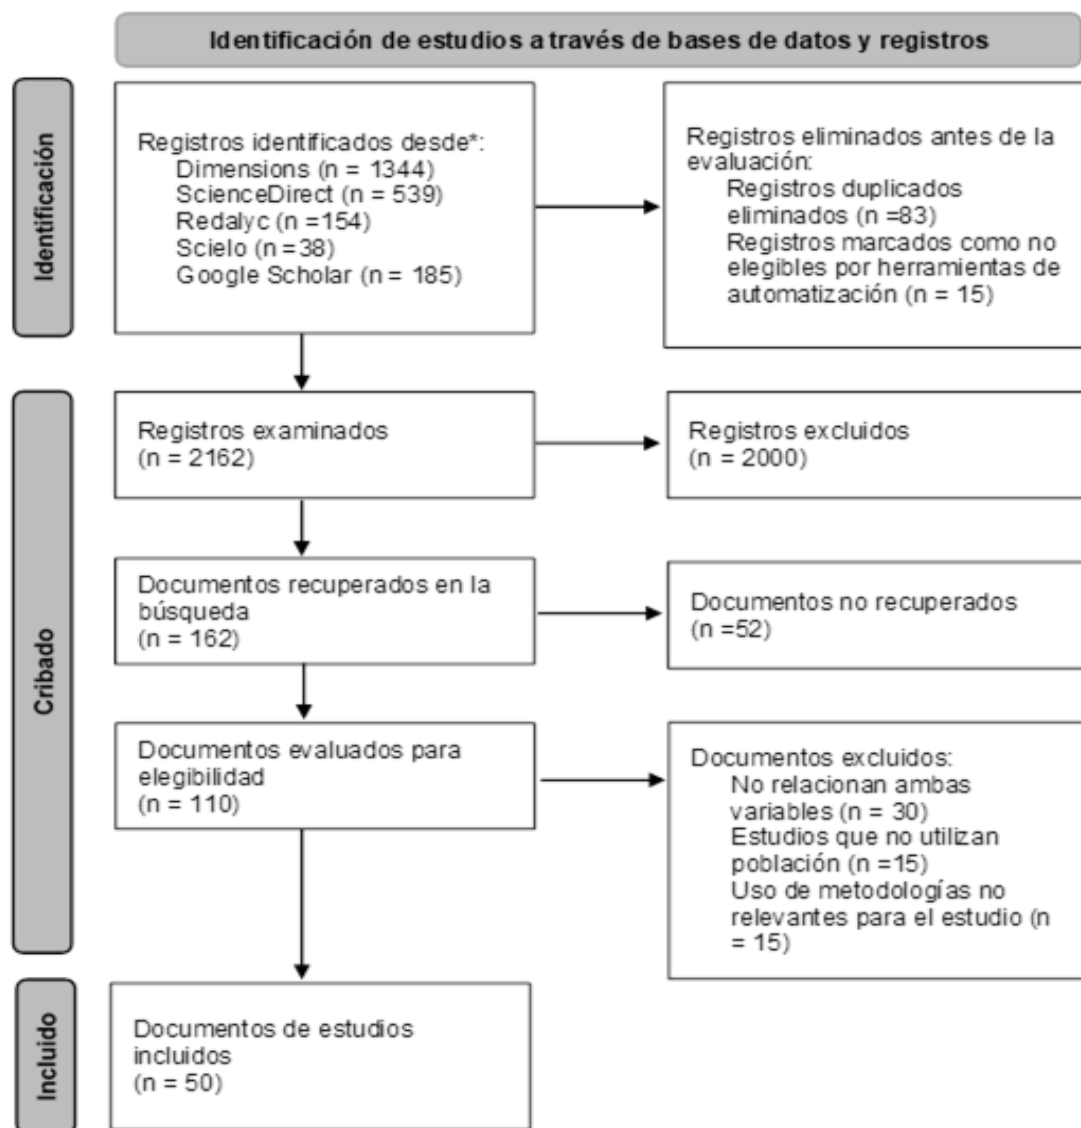 Identificación de estudios a través de bases de datos y registros
Identificación
Registros identificados desde*:
Dimensions (n = 1344)
ScienceDirect (n = 539)
Redalyc (n =154)
Scielo (n =38)
Google Scholar (n = 185)
Registros eliminados antes de la
evaluación:
Registros duplicados
eliminados (n =83)
Registros marcados como no
elegibles por herramientas de
automatización (n = 15)
Cribado
Registros examinados
(n = 2162)
Registros excluidos
(n = 2000)
Documentos recuperados en la
búsqueda
(n = 162)
Documentos no recuperados
(n =52)
Documentos evaluados para
elegibilidad
(n = 110)
Documentos excluidos:
No relacionan ambas
variables (n = 30)
Estudios que no utilizan
población (n =15)
Uso de metodologías no
relevantes para el estudio (n
= 15)
Incluido
Documentos de estudios
incluidos
(n = 50)